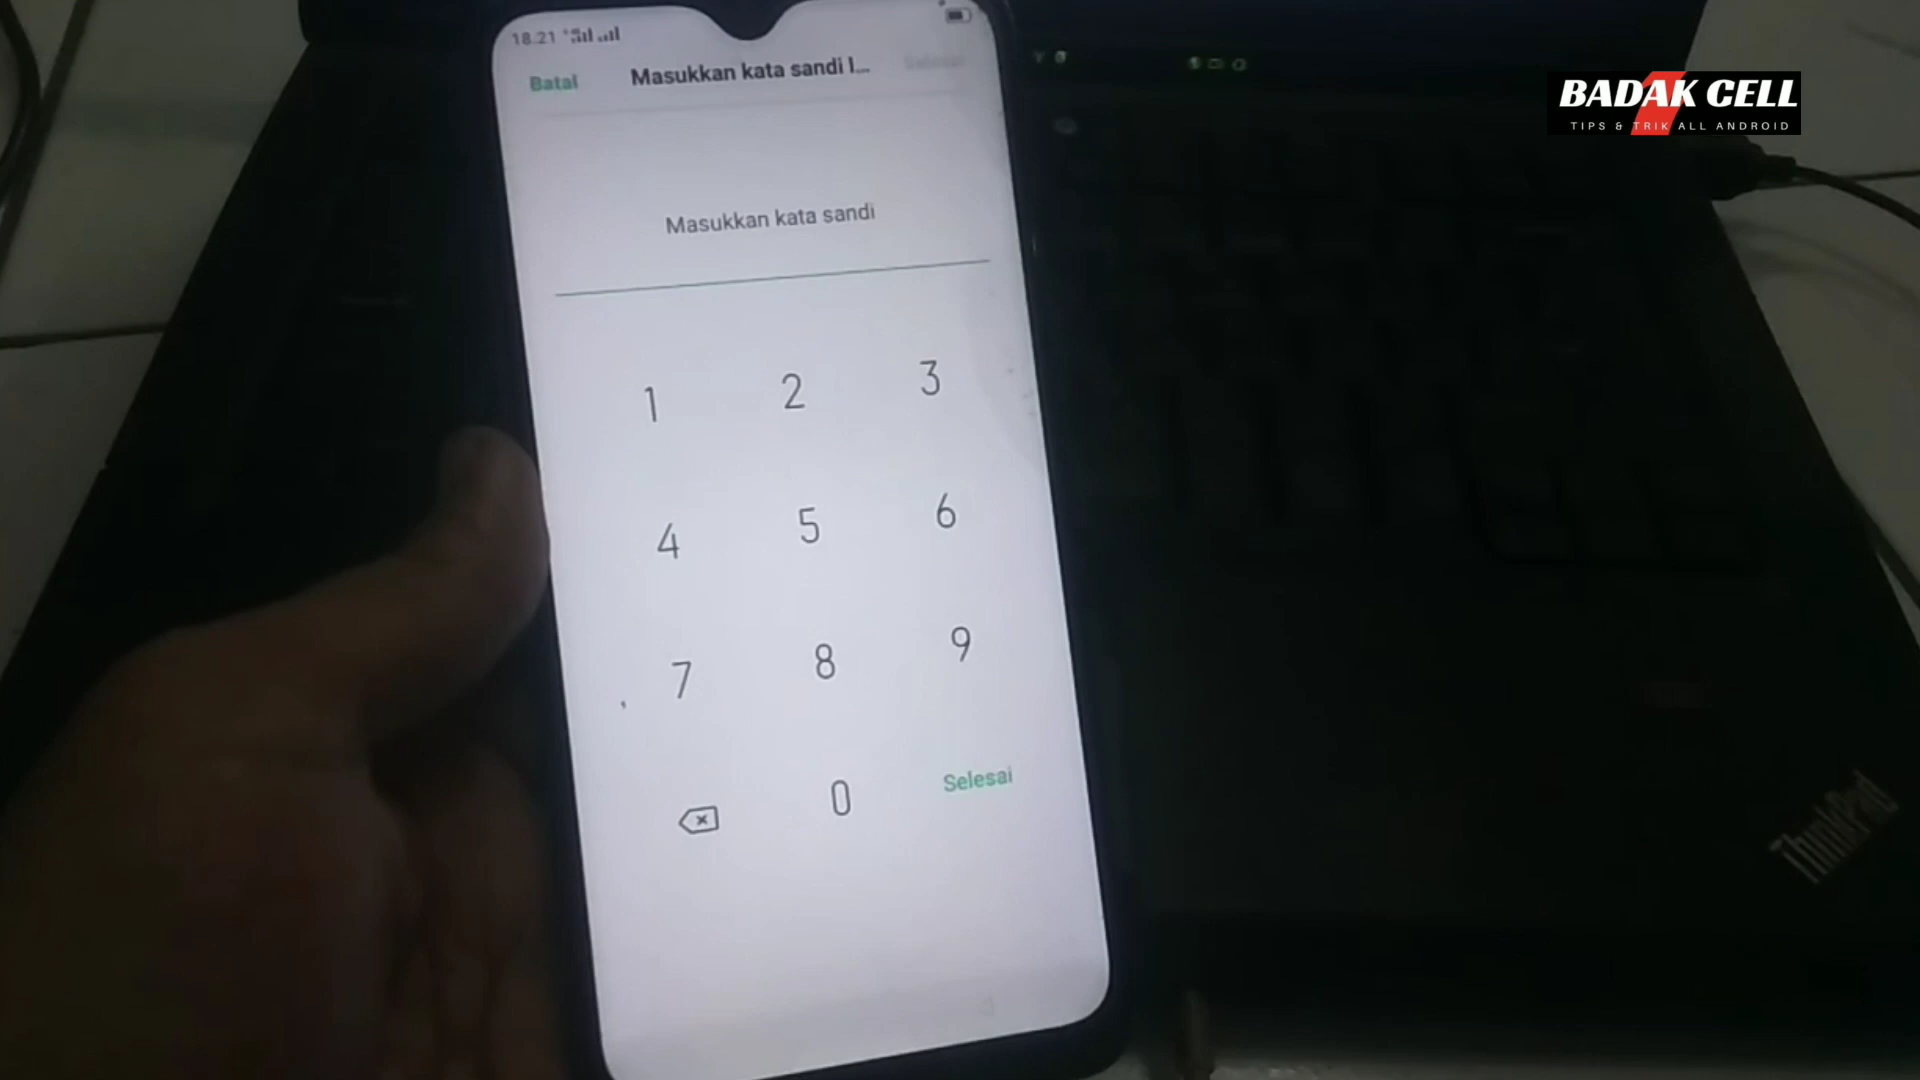 18.21
Batal
Masukkan kata sandi l...
Selesai
Masukkan kata sandi
1 2 3
4 5 6
7 8 9
0 Selesai
BADAK CELL
TIPS & TRIK ALL ANDROID
ThinkPad